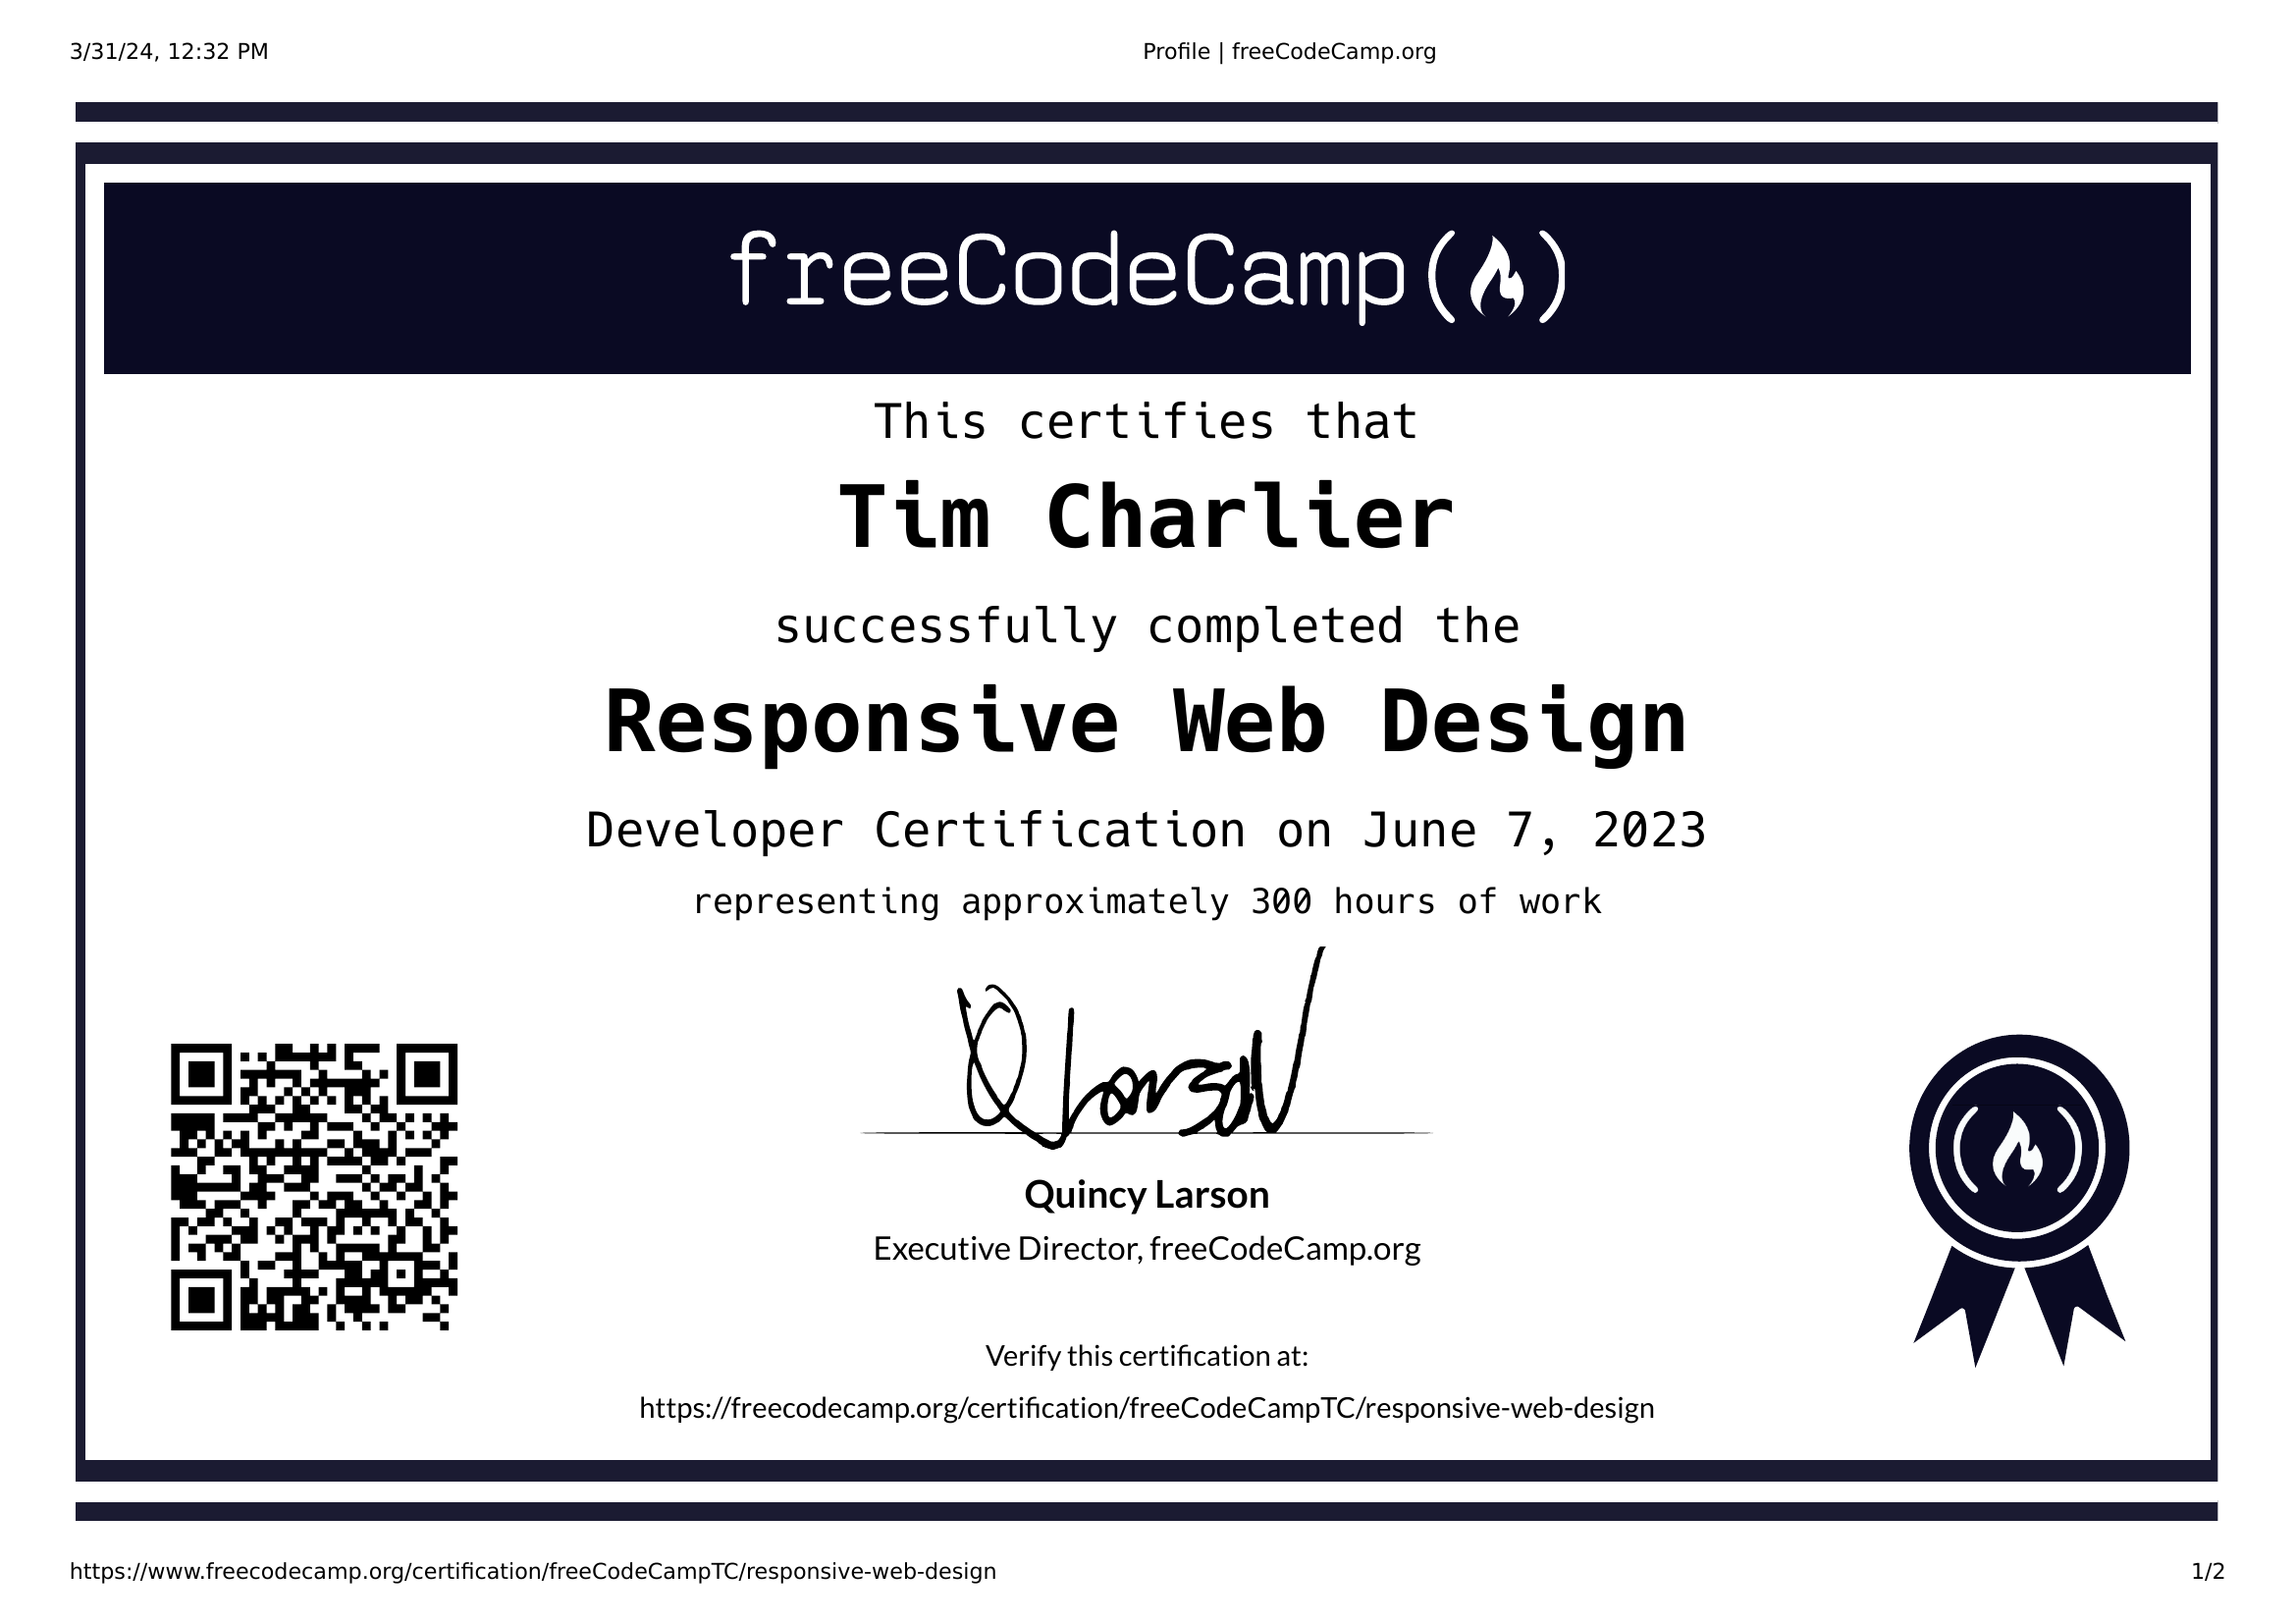 3/31/24, 12:32 PM
Profile | freeCodeCamp.org
freeCodeCamp
This certifies that
Tim Charlier
successfully completed the
Responsive Web Design
Developer Certification on June 7, 2023
representing approximately 300 hours of work
QLarson
Quincy Larson
Executive Director, freeCodeCamp.org
Verify this certification at:
https://freecodecamp.org/certification/freeCodeCampTC/responsive-web-design
https://www.freecodecamp.org/certification/freeCodeCampTC/responsive-web-design
1/2